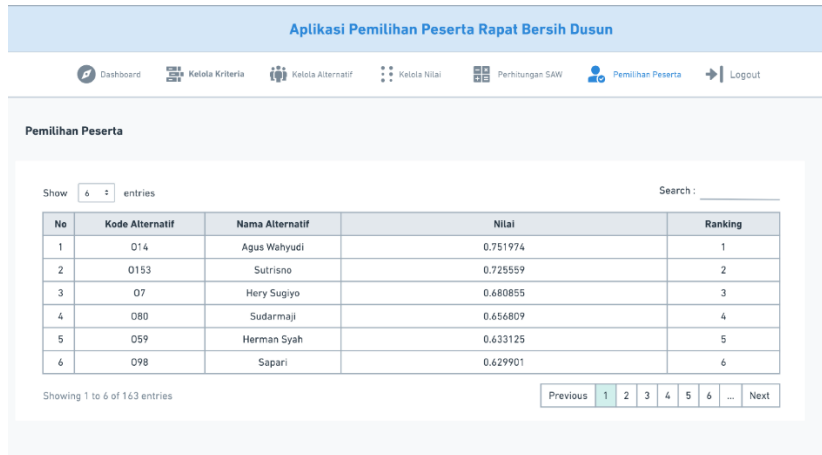 Aplikasi Pemilihan Peserta Rapat Bersih Dusun
Dashboard Kelola Kriteria Kelola Alternatif Kelola Nilai Perhitungan SAW Pemilihan Peserta Logout
Pemilihan Peserta
Show 6 entries Search :
No Kode Alternatif Nama Alternatif Nilai Ranking
1 O14 Agus Wahyudi 0.751974 1
2 O153 Sutrisno 0.725559 2
3 O7 Hery Sugiyo 0.680855 3
4 O80 Sudarmaji 0.656809 4
5 O59 Herman Syah 0.633125 5
6 O98 Sapari 0.629901 6
Showing 1 to 6 of 163 entries Previous 1 2 3 4 5 6 ... Next